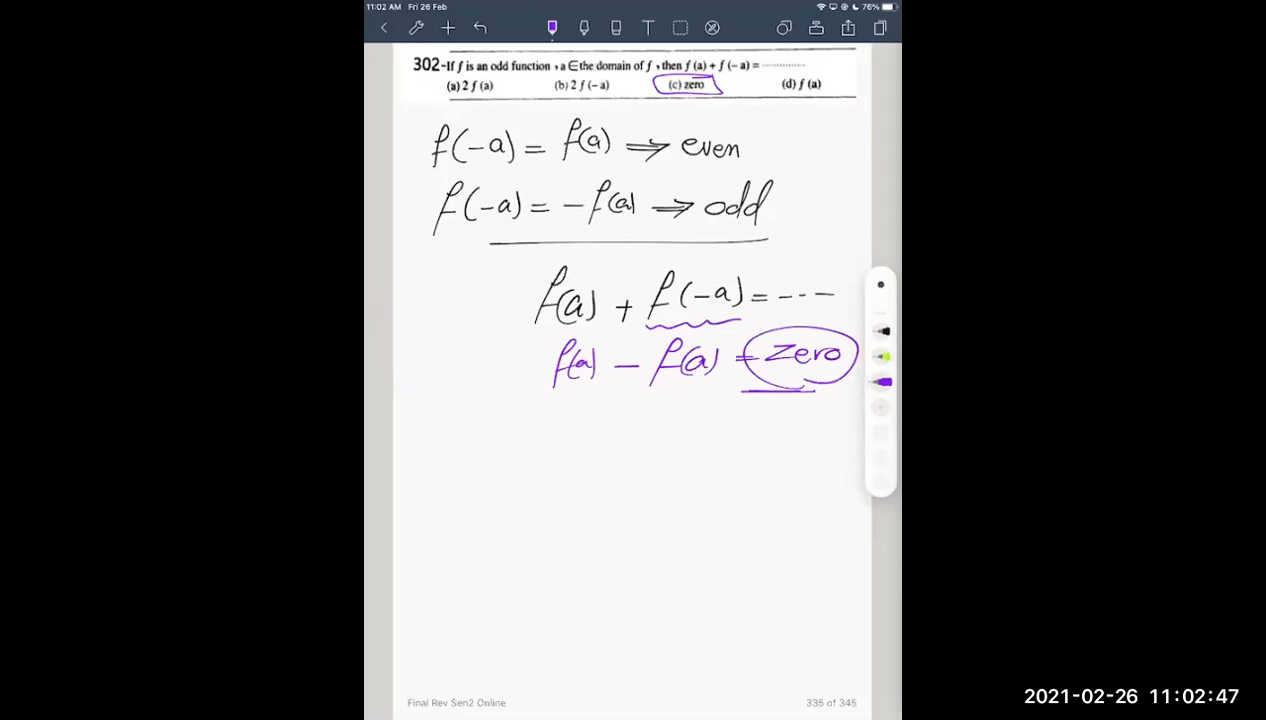 11:02 AM Fri 26 Feb 76%
302-If f is an odd function , a ∈ the domain of f , then f (a) + f (– a) = ............
(a) 2 f (a) (b) 2 f (– a) (c) zero (d) f (a)
f(-a) = f(a) ⇒ even
f(-a) = -f(a) ⇒ odd
f(a) + f(-a) = ----
f(a) - f(a) = zero
Final Rev Sen2 Online 335 of 345
2021-02-26 11:02:47